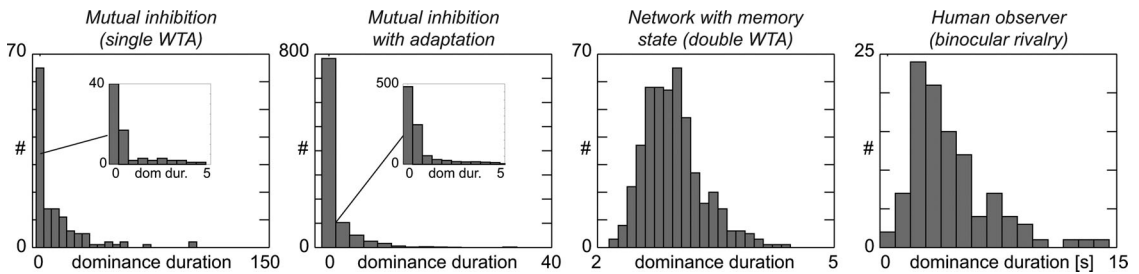 Mutual inhibition
(single WTA)
70
#
0
40
0
0 dom dur. 5
0 dominance duration 150
Mutual inhibition
with adaptation
800
#
0
500
0
0 dom dur. 5
0 dominance duration 40
Network with memory
state (double WTA)
70
#
0
2 dominance duration 5
Human observer
(binocular rivalry)
25
#
0
0 dominance duration [s] 15